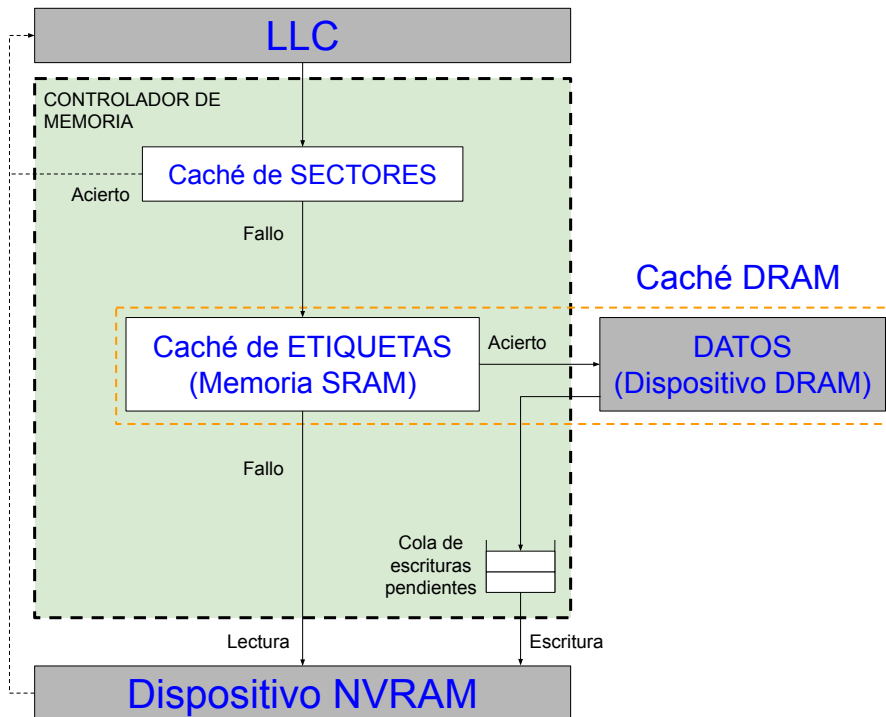 LLC
CONTROLADOR DE
MEMORIA
Caché de SECTORES
Acierto
Fallo
Caché DRAM
Caché de ETIQUETAS
(Memoria SRAM)
Acierto
DATOS
(Dispositivo DRAM)
Fallo
Cola de
escrituras
pendientes
Lectura
Escritura
Dispositivo NVRAM